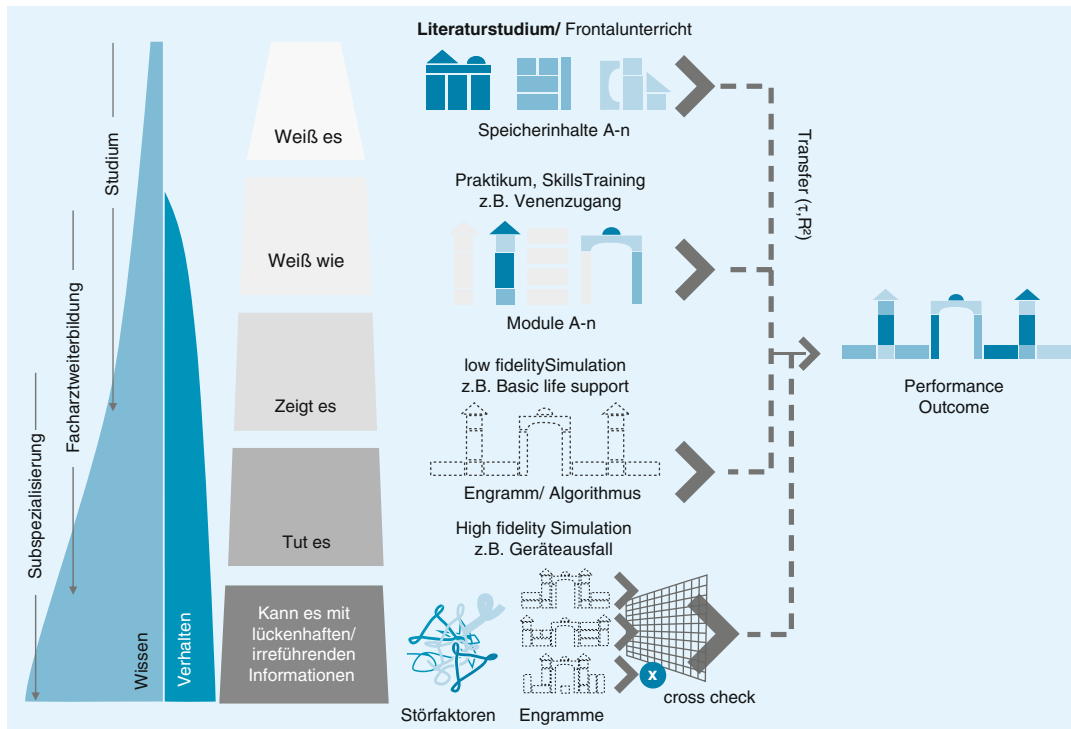 Literaturstudium/ Frontalunterricht
Speicherinhalte A-n
Praktikum, SkillsTraining
z.B. Venenzugang
Module A-n
low fidelitySimulation
z.B. Basic life support
Engramm/ Algorithmus
High fidelity Simulation
z.B. Geräteausfall
Störfaktoren
Engramme
x
cross check
Studium
Facharztweiterbildung
Subspezialisierung
Wissen
Verhalten
Weiß es
Weiß wie
Zeigt es
Tut es
Kann es mit
lückenhaften/
irreführenden
Informationen
Transfer (τ,R²)
Performance
Outcome